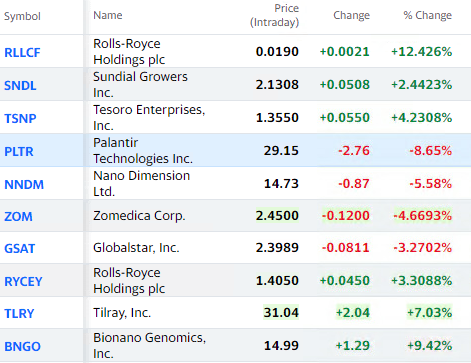 Symbol Name Price (Intraday) Change % Change
RLLCF Rolls-Royce Holdings plc 0.0190 +0.0021 +12.426%
SNDL Sundial Growers Inc. 2.1308 +0.0508 +2.4423%
TSNP Tesoro Enterprises, Inc. 1.3550 +0.0550 +4.2308%
PLTR Palantir Technologies Inc. 29.15 -2.76 -8.65%
NNDM Nano Dimension Ltd. 14.73 -0.87 -5.58%
ZOM Zomedica Corp. 2.4500 -0.1200 -4.6693%
GSAT Globalstar, Inc. 2.3989 -0.0811 -3.2702%
RYCEY Rolls-Royce Holdings plc 1.4050 +0.0450 +3.3088%
TLRY Tilray, Inc. 31.04 +2.04 +7.03%
BNGO Bionano Genomics, Inc. 14.99 +1.29 +9.42%